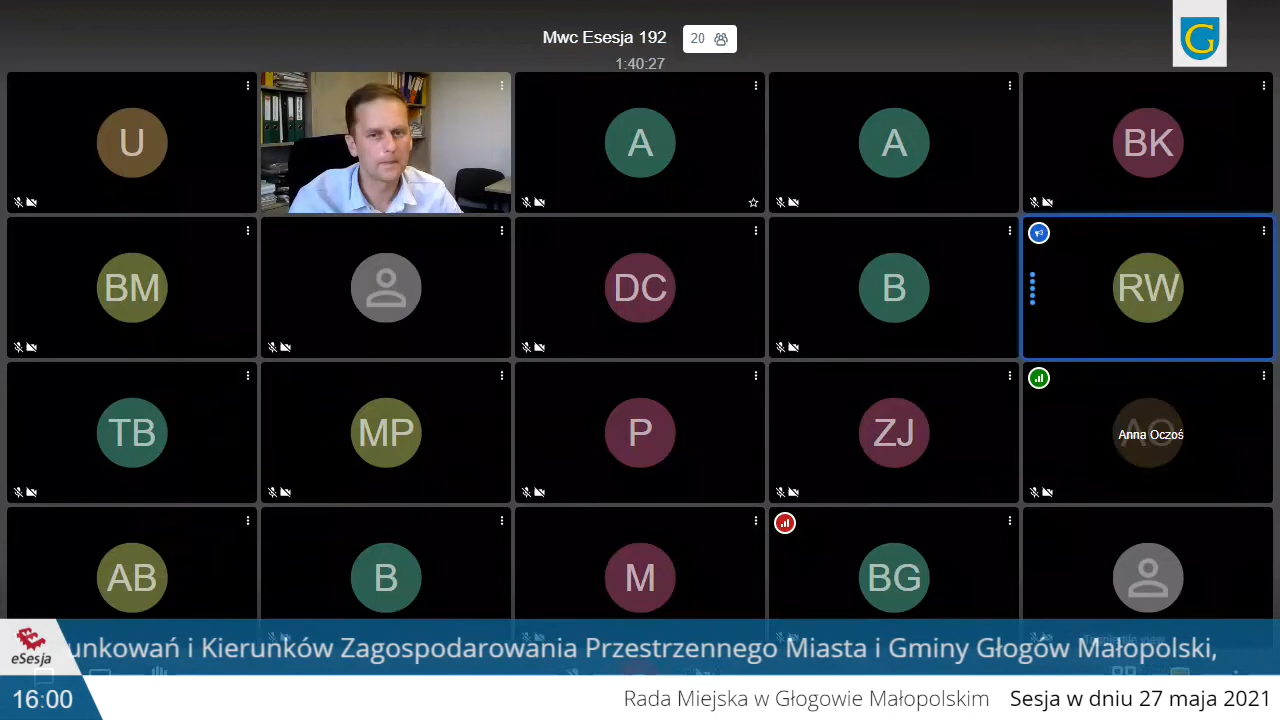 Mwc Esesja 192
20
1:40:27
G
U
A
A
BK
BM
DC
B
RW
TB
MP
P
ZJ
Anna Oczoś
AB
B
M
BG
unkowań i Kierunków Zagospodarowania Przestrzennego Miasta i Gminy Głogów Małopolski,
eSesja
16:00
Rada Miejska w Głogowie Małopolskim
Sesja w dniu 27 maja 2021